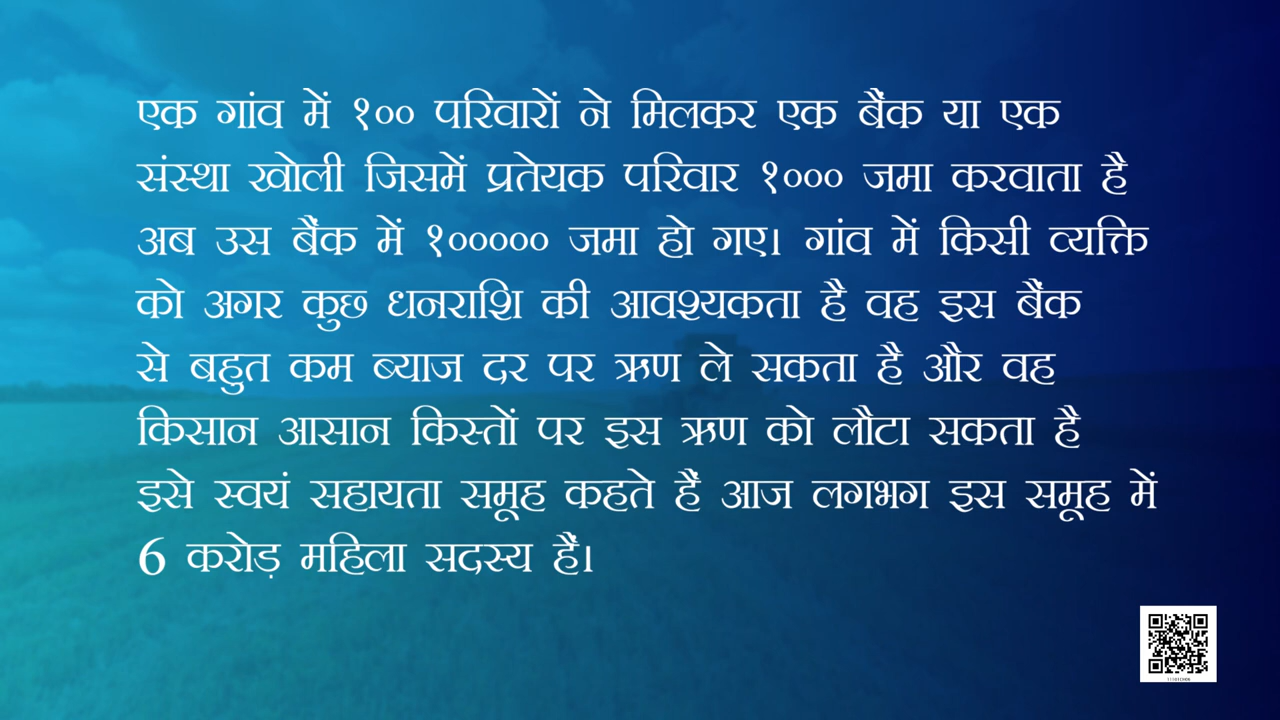 एक गांव में १०० परिवारों ने मिलकर एक बैंक या एक
संस्था खोली जिसमें प्रतेयक परिवार १००० जमा करवाता है
अब उस बैंक में १००००० जमा हो गए। गांव में किसी व्यक्ति
को अगर कुछ धनराशि की आवश्यकता है वह इस बैंक
से बहुत कम ब्याज दर पर ऋण ले सकता है और वह
किसान आसान किस्तों पर इस ऋण को लौटा सकता है
इसे स्वयं सहायता समूह कहते हैं आज लगभग इस समूह में
6 करोड़ महिला सदस्य हैं।